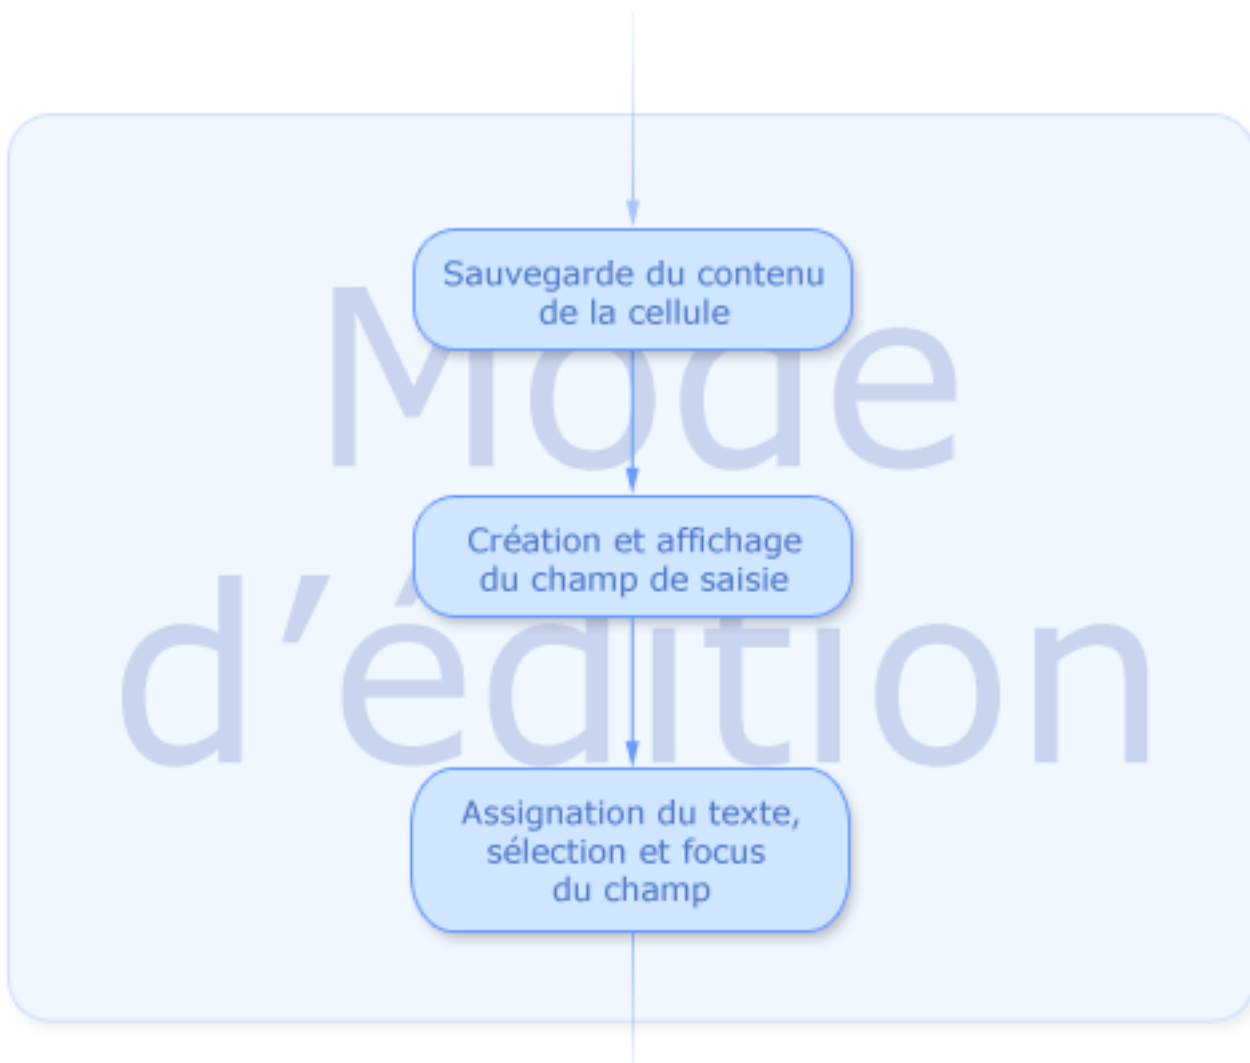 Sauvegarde du contenu
de la cellule
Mode
Création et affichage
du champ de saisie
d’édition
Assignation du texte,
sélection et focus
du champ